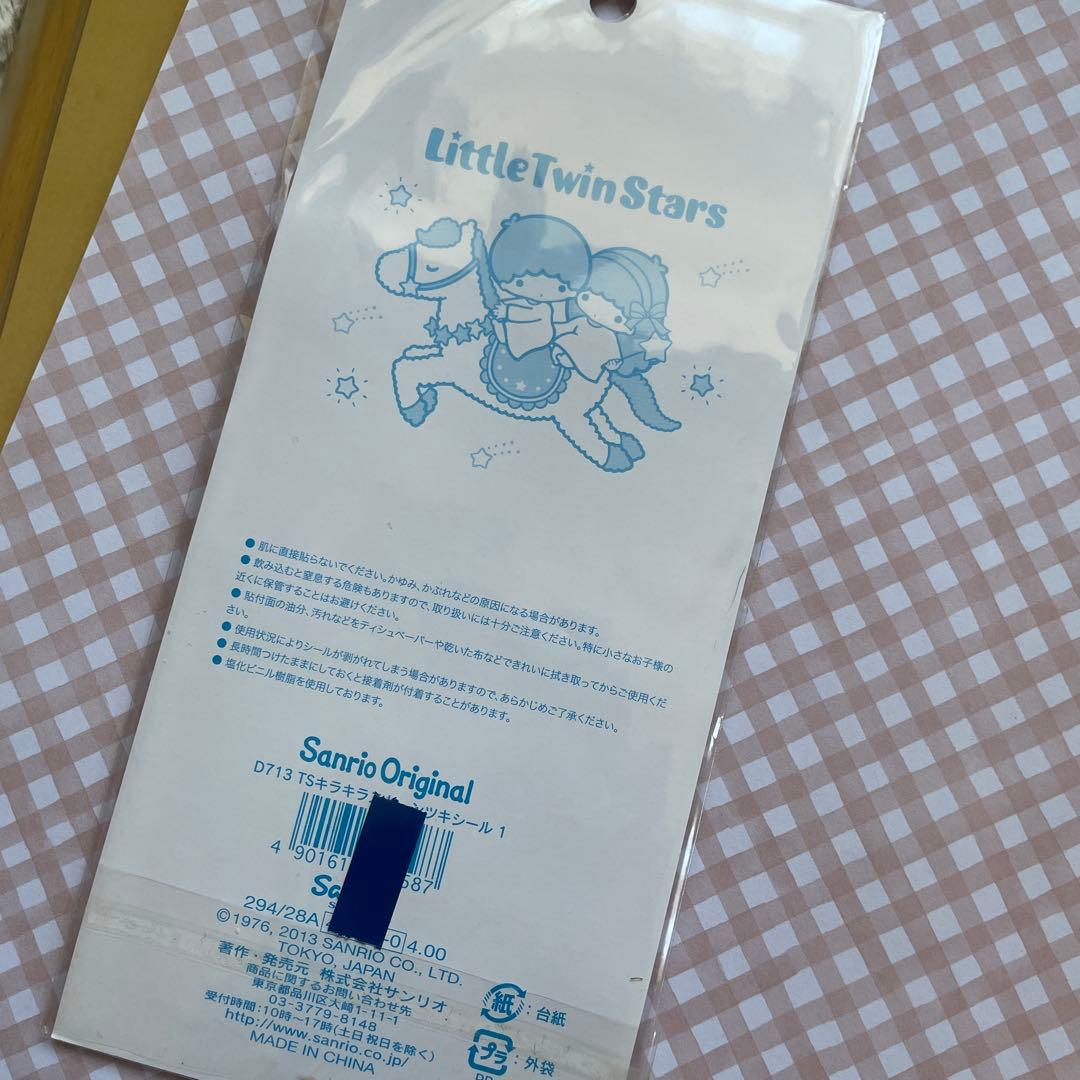 Little Twin Stars
● 肌に直接貼らないでください。かゆみ、かぶれなどの原因になる場合があります。
● 飲み込むと窒息する危険もありますので、取り扱いには十分ご注意ください。特に小さなお子様の
近くに保管することはお避けください。
● 貼付面の油分、汚れなどをティシュペーパーや乾いた布などできれいに拭き取ってからご使用くだ
さい。
● 使用状況によりシールが剥がれてしまう場合がありますので、あらかじめご了承ください。
● 長時間つけたままにしておくと接着剤が付着することがあります。
● 塩化ビニル樹脂を使用しております。
Sanrio Original
D713 TSキラキラ ンツキシール 1
4 90161 587
294/28A -0 4.00
©1976, 2013 SANRIO CO., LTD.
TOKYO, JAPAN
著作・発売元 株式会社サンリオ
商品に関するお問い合わせ先
東京都品川区大崎1-11-1
03-3779-8148
受付時間：10時〜17時(土日 祝日を除く)
http://www.sanrio.co.jp/
MADE IN CHINA
紙：台紙
プラ：外袋